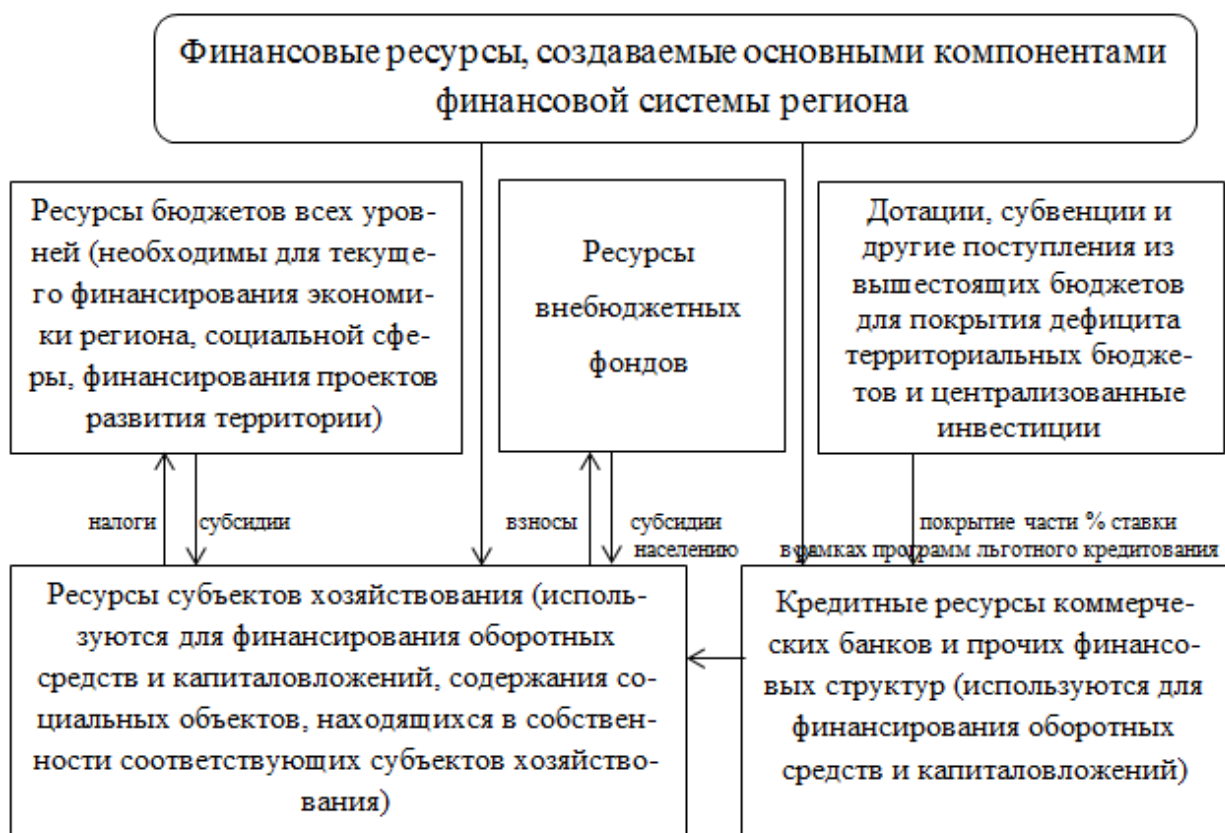 Финансовые ресурсы, создаваемые основными компонентами
финансовой системы региона
Ресурсы бюджетов всех уров-
ней (необходимы для текуще-
го финансирования экономи-
ки региона, социальной сфе-
ры, финансирования проектов
развития территории)
Ресурсы
внебюджетных
фондов
Дотации, субвенции и
другие поступления из
вышестоящих бюджетов
для покрытия дефицита
территориальных бюдже-
тов и централизованные
инвестиции
налоги
субсидии
взносы
субсидии
населению
покрытие части % ставки
в рамках программ льготного кредитования
Ресурсы субъектов хозяйствования (исполь-
зуются для финансирования оборотных
средств и капиталовложений, содержания со-
циальных объектов, находящихся в собствен-
ности соответствующих субъектов хозяйство-
вания)
Кредитные ресурсы коммерче-
ских банков и прочих финансо-
вых структур (используются для
финансирования оборотных
средств и капиталовложений)